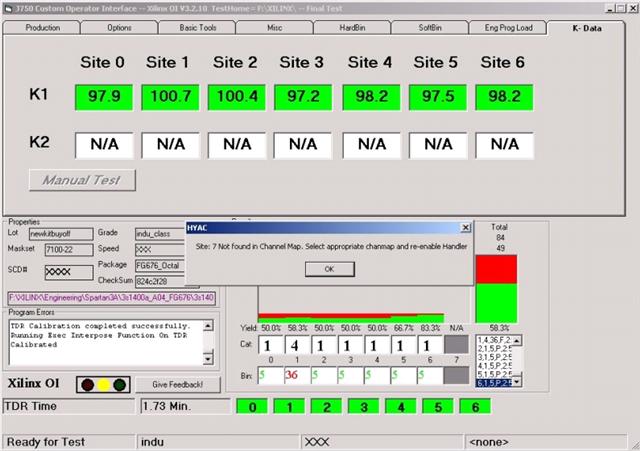 J750 Custom Operator Interface -- Xilinx OI V3.2.10 TestHome= F:\XILINX\ -- Final Test
Production Options Basic Tools Misc HardBin SoftBin Eng Prog Load K- Data
Site 0 Site 1 Site 2 Site 3 Site 4 Site 5 Site 6
K1 97.9 100.7 100.4 97.2 98.2 97.5 98.2
K2 N/A N/A N/A N/A N/A N/A N/A
Manual Test
Properties
Lot newkitbuyoff Grade indu_class
Maskset 7100-22 Speed XXX
SCD# XXXX Package FG676_Octal
CheckSum 824c2f28
F:\XILINX\Engineering\Spartan3A\3s1400a_A04_FG676\3s140
HYAC
Site: 7 Not found in Channel Map. Select appropriate chanmap and re-enable Handler
OK
Total
84
49
Program Errors
TDR Calibration completed successfully.
Running Exec Interpose Function On TDR
Calibrated
Yield: 50.0% 58.3% 50.0% 50.0% 50.0% 66.7% 83.3% N/A 58.3%
Cat: 1 4 1 1 1 1 1
0 1 2 3 4 5 6 7
Bin: 5 36 5 5 5 5 5
1,4,36,F,2
2,1,5,P,2:5
3,1,5,P,2:5
4,1,5,P,2:5
5,1,5,P,2:5
6,1,5,P,2:5
Xilinx OI Give Feedback!
TDR Time 1.73 Min. 0 1 2 3 4 5 6
Ready for Test indu XXX <none>